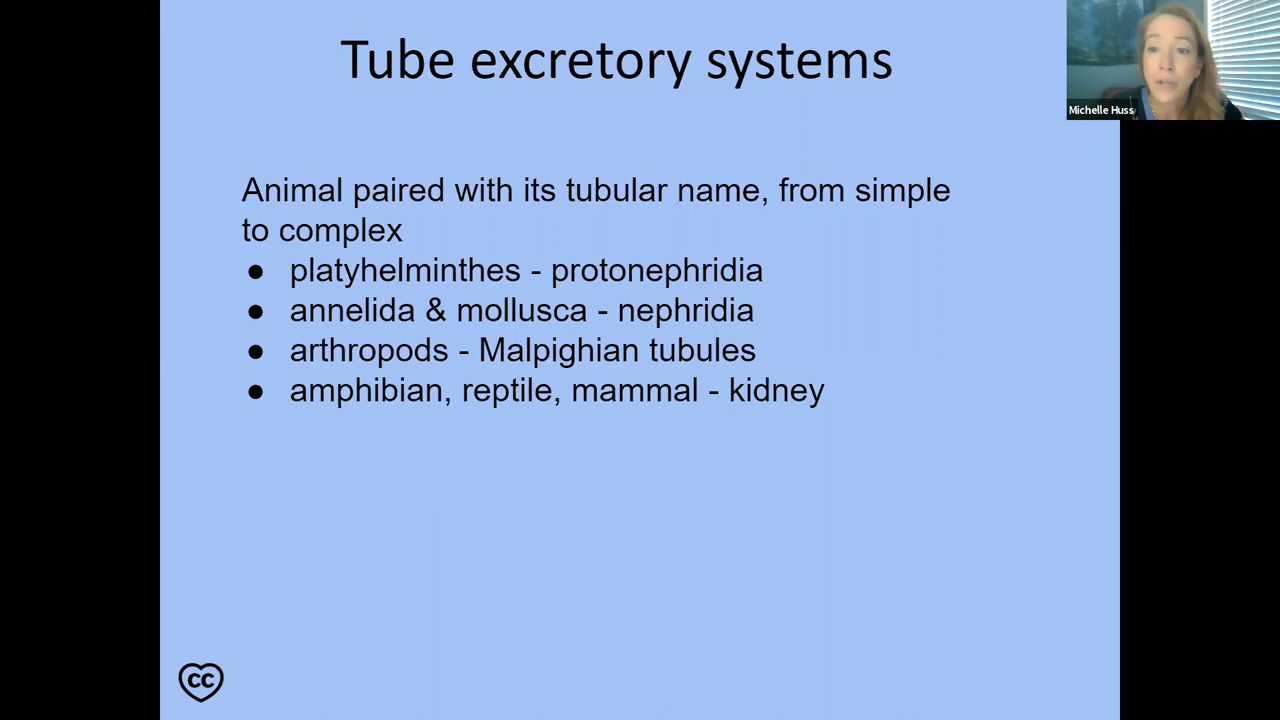 Tube excretory systems
Michelle Huss
Animal paired with its tubular name, from simple
to complex
● platyhelminthes - protonephridia
● annelida & mollusca - nephridia
● arthropods - Malpighian tubules
● amphibian, reptile, mammal - kidney
CC